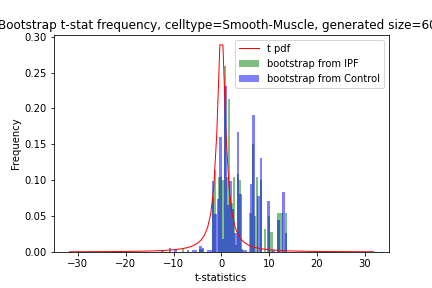 Bootstrap t-stat frequency, celltype=Smooth-Muscle, generated size=60
t pdf
bootstrap from IPF
bootstrap from Control
Frequency
0.30
0.25
0.20
0.15
0.10
0.05
0.00
−30
−20
−10
0
10
20
30
t-statistics